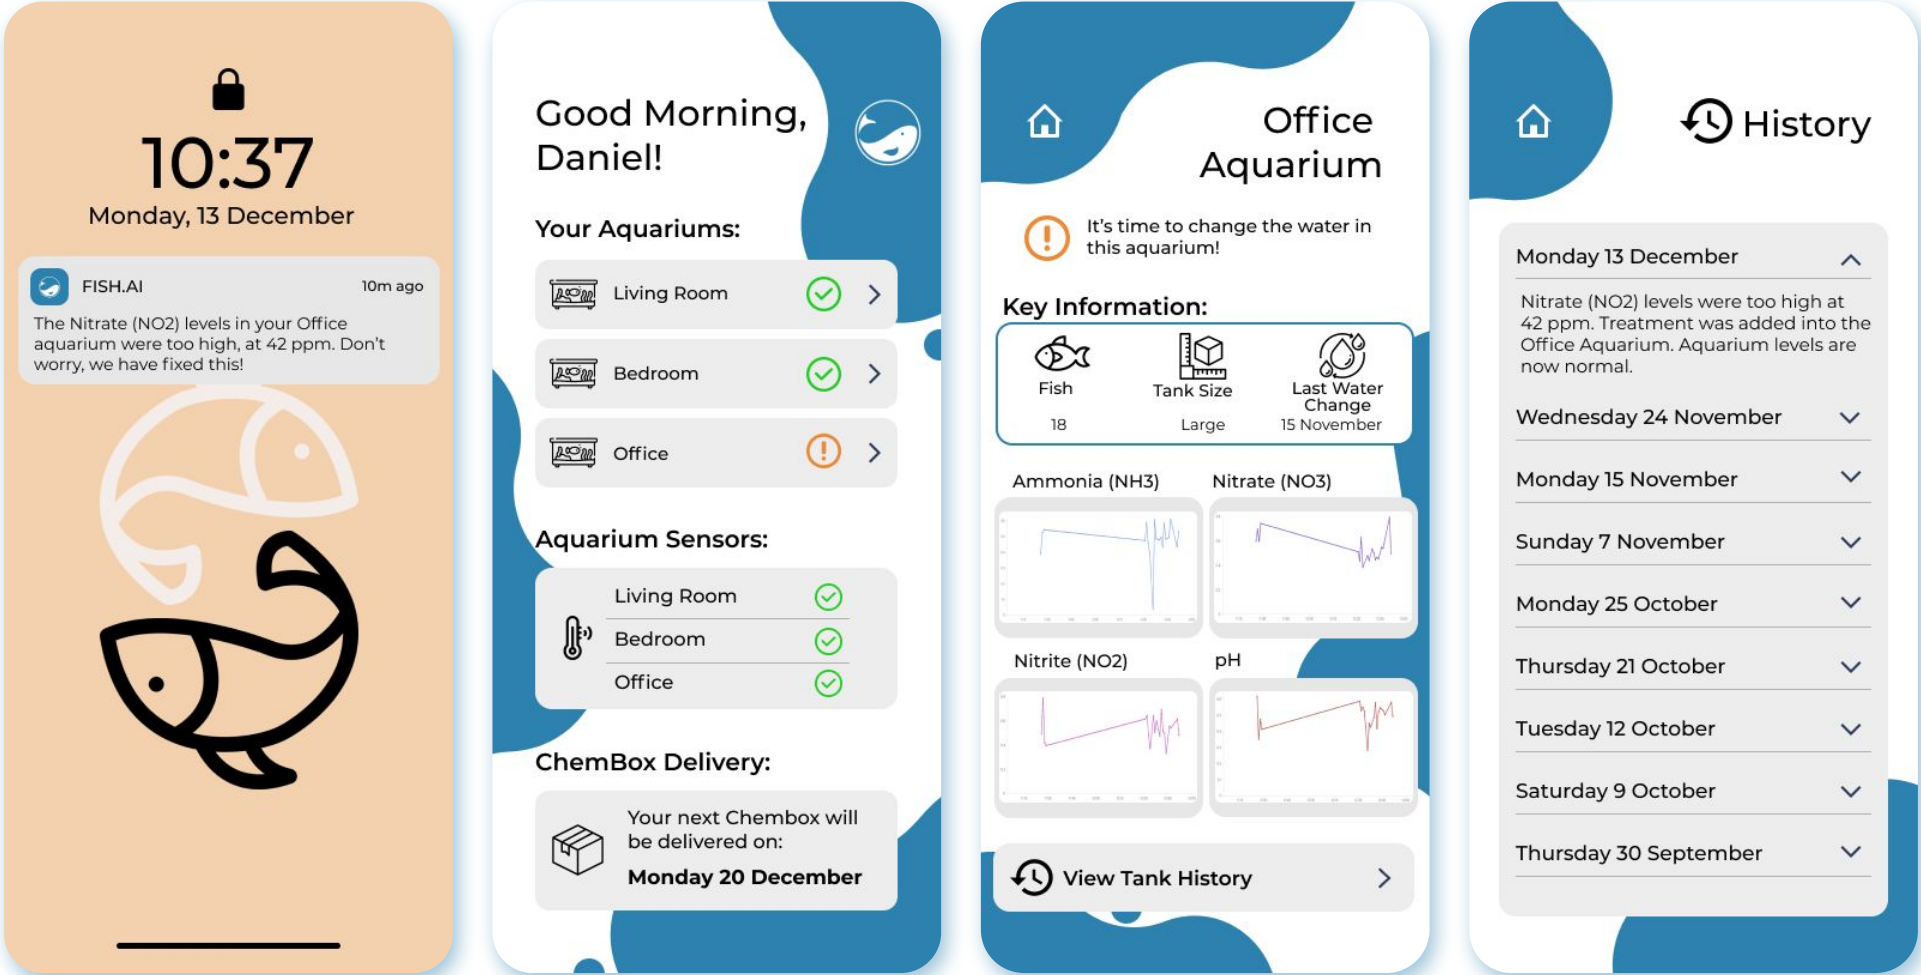 10:37
Monday, 13 December
FISH.AI
10m ago
The Nitrate (NO2) levels in your Office
aquarium were too high, at 42 ppm. Don't
worry, we have fixed this!
Good Morning,
Daniel!
Your Aquariums:
Living Room
Bedroom
Office
Aquarium Sensors:
Living Room
Bedroom
Office
ChemBox Delivery:
Your next Chembox will
be delivered on:
Monday 20 December
Office
Aquarium
It's time to change the water in
this aquarium!
Key Information:
Fish
18
Tank Size
Large
Last Water
Change
15 November
Ammonia (NH3)
Nitrate (NO3)
Nitrite (NO2)
pH
View Tank History
History
Monday 13 December
Nitrate (NO2) levels were too high at
42 ppm. Treatment was added into the
Office Aquarium. Aquarium levels are
now normal.
Wednesday 24 November
Monday 15 November
Sunday 7 November
Monday 25 October
Thursday 21 October
Tuesday 12 October
Saturday 9 October
Thursday 30 September